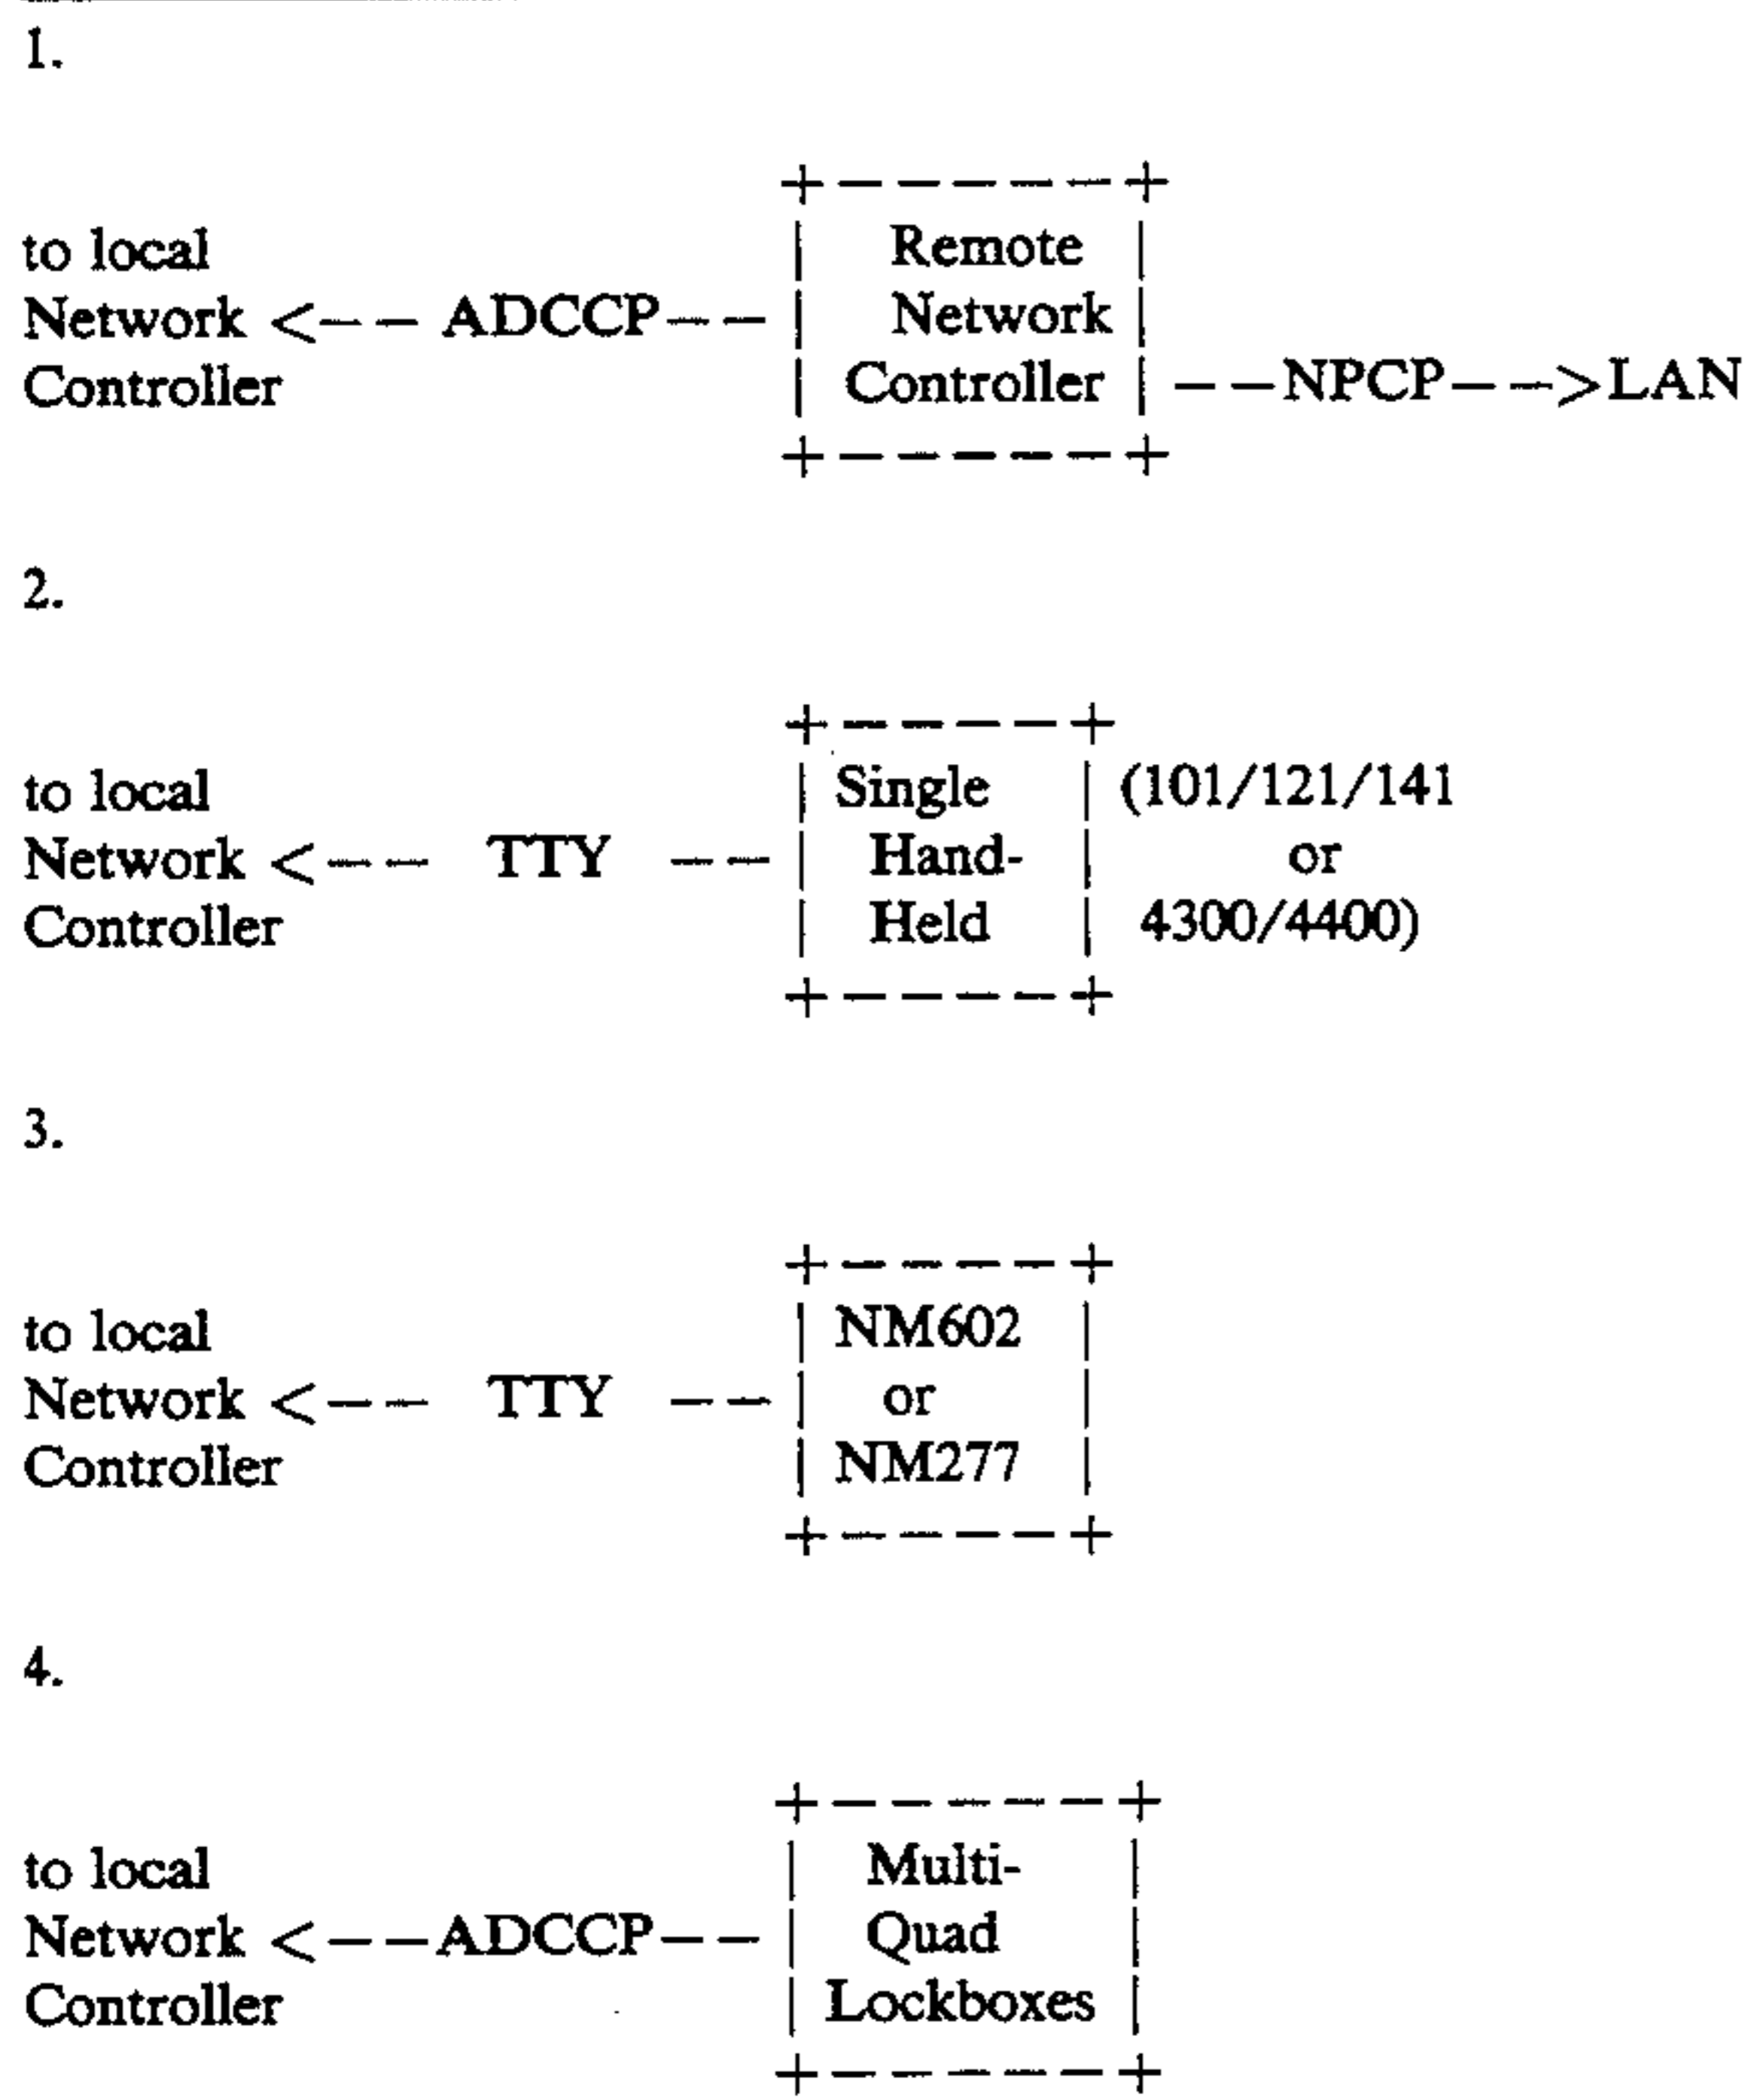 1.
+－－－－－+
to local | Remote |
Network <－－ ADCCP－－| Network |
Controller | Controller | －－NPCP－－>LAN
+－－－－－+
2.
+－－－－+
to local | Single | (101/121/141
Network <－－ TTY －－| Hand- | or
Controller | Held | 4300/4400)
+－－－－+
3.
+－－－－+
to local | NM602 |
Network <－－ TTY －－| or |
Controller | NM277 |
+－－－－+
4.
+－－－－－+
to local | Multi- |
Network <－－ADCCP－－| Quad |
Controller | Lockboxes |
+－－－－－+